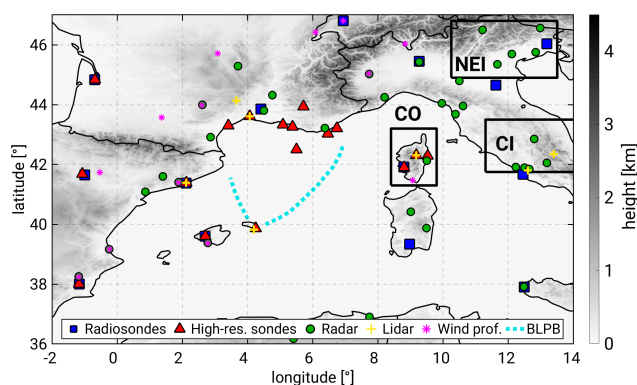 46
44
42
40
38
36
latitude [°]
-2
0
2
4
6
8
10
12
14
longitude [°]
NEI
CO
CI
Radiosondes
High-res. sondes
Radar
Lidar
Wind prof.
BLPB
4
3
2
1
0
height [km]